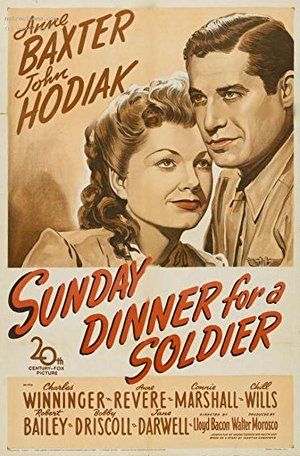 Anne
BAXTER
John
HODIAK
SUNDAY
DINNER for a
SOLDIER
20th
CENTURY-FOX
PICTURE
with
Charles Anne Connie Chill
WINNINGER · REVERE · MARSHALL · WILLS
Robert Bobby Jane
BAILEY · DRISCOLL · DARWELL ·
DIRECTED BY
Lloyd Bacon
PRODUCED BY
Walter Morosco